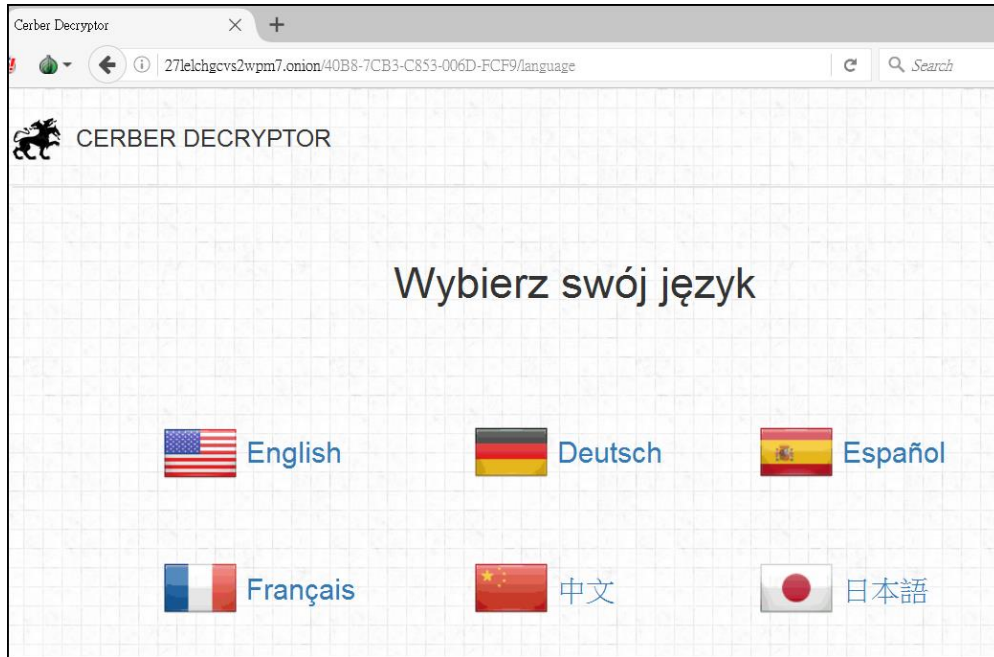 Cerber Decryptor
27lelchgcvs2wpm7.onion/40B8-7CB3-C853-006D-FCF9/language
Search
CERBER DECRYPTOR
Wybierz swój język
English
Deutsch
Español
Français
中文
日本語